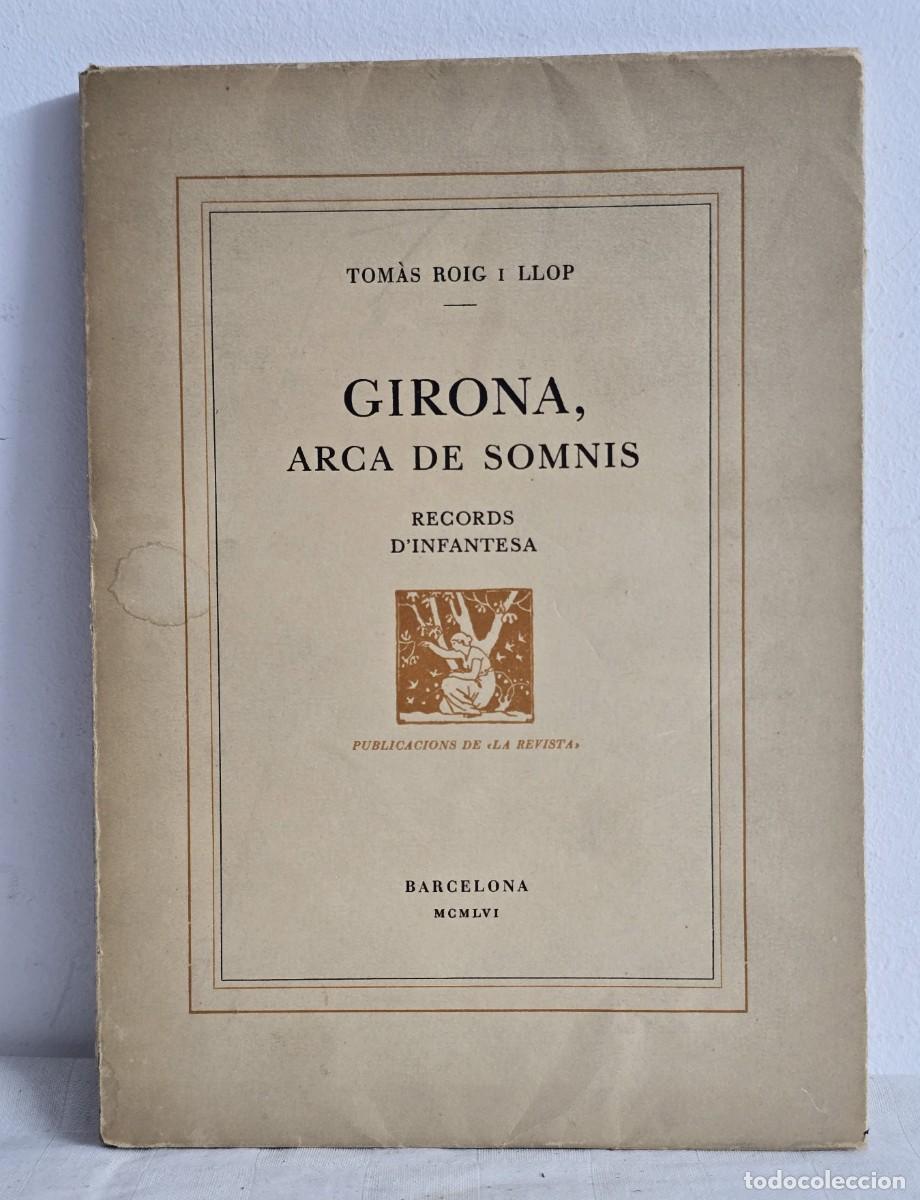 TOMÀS ROIG I LLOP
GIRONA,
ARCA DE SOMNIS
RECORDS
D'INFANTESA
PUBLICACIONS DE «LA REVISTA»
BARCELONA
MCMLVI
todocoleccion